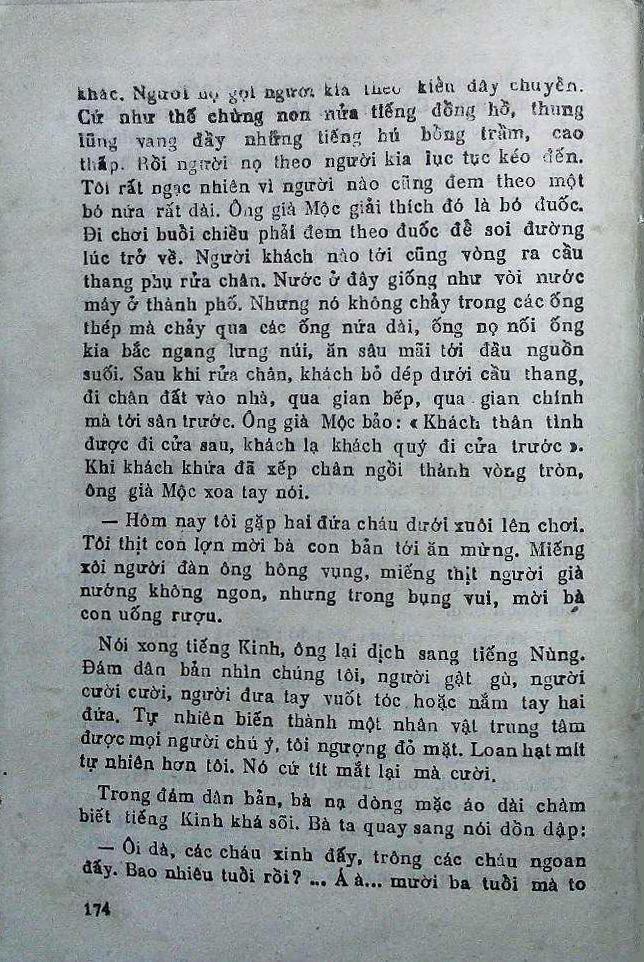 khác. Người nọ gọi người kia theo kiểu dây chuyền.
Cứ như thế chừng non nửa tiếng đồng hồ, thung
lũng vang đầy những tiếng hú bổng trầm, cao
thấp. Rồi người nọ theo người kia lục tục kéo đến.
Tôi rất ngạc nhiên vì người nào cũng đem theo một
bó nứa rất dài. Ông già Mộc giải thích đó là bó đuốc.
Đi chơi buổi chiều phải đem theo đuốc để soi đường
lúc trở về. Người khách nào tới cũng vòng ra cầu
thang phụ rửa chân. Nước ở đây giống như vòi nước
máy ở thành phố. Nhưng nó không chảy trong các ống
thép mà chảy qua các ống nứa dài, ống nọ nối ống
kia bắc ngang lưng núi, ăn sâu mãi tới đầu nguồn
suối. Sau khi rửa chân, khách bỏ dép dưới cầu thang,
đi chân đất vào nhà, qua gian bếp, qua gian chính
mà tới sân trước. Ông già Mộc bảo: « Khách thân tình
được đi cửa sau, khách lạ khách quý đi cửa trước ».
Khi khách khứa đã xếp chân ngồi thành vòng tròn,
ông già Mộc xoa tay nói.
— Hôm nay tôi gặp hai đứa cháu dưới xuôi lên chơi.
Tôi thịt con lợn mời bà con bản tới ăn mừng. Miếng
xôi người đàn ông hông vụng, miếng thịt người già
nướng không ngon, nhưng trong bụng vui, mời bà
con uống rượu.
Nói xong tiếng Kinh, ông lại dịch sang tiếng Nùng.
Đám dân bản nhìn chúng tôi, người gật gù, người
cười cười, người đưa tay vuốt tóc hoặc nắm tay hai
đứa. Tự nhiên biến thành một nhân vật trung tâm
được mọi người chú ý, tôi ngượng đỏ mặt. Loan hạt mít
tự nhiên hơn tôi. Nó cứ tít mắt lại mà cười.
Trong đám dân bản, bà nạ dòng mặc áo dài chàm
biết tiếng Kinh khá sõi. Bà ta quay sang nói dồn dập:
— Ôi dà, các cháu xinh đấy, trông các cháu ngoan
đấy. Bao nhiêu tuổi rồi? ... Á à... mười ba tuổi mà to
174